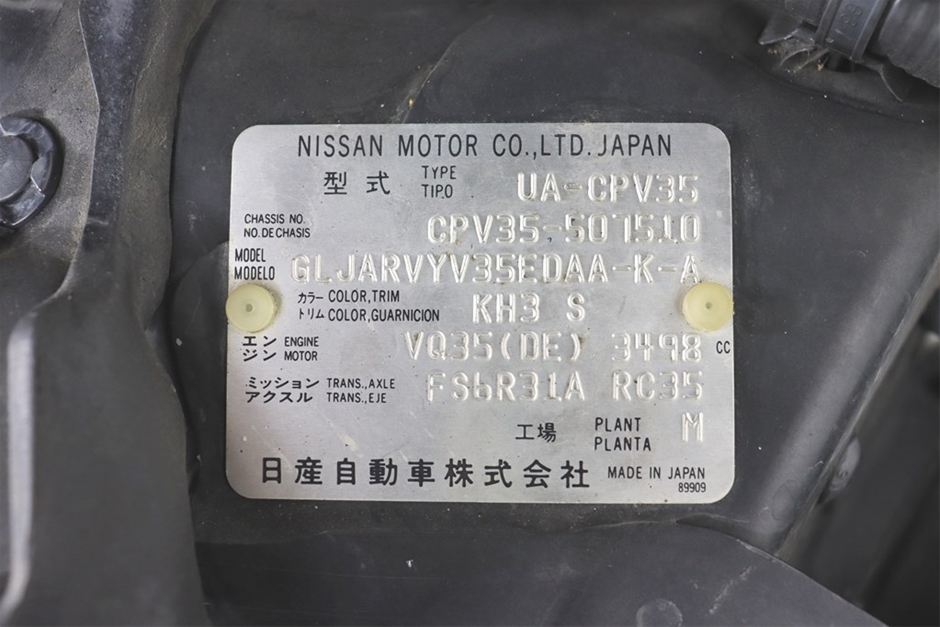 NISSAN MOTOR CO.,LTD. JAPAN
型式 TYPE TIPO UA-CPV35
CHASSIS NO. NO. DE CHASIS CPV35-507510
MODEL MODELO GLJARVYV35EDAA-K-A
カラー COLOR, TRIM
トリム COLOR, GUARNICION KH3 S
エンジン ENGINE MOTOR VQ35(DE) 3498 CC
ミッション TRANS., AXLE
アクスル TRANS., EJE FS6R31A RC35
工場 PLANT PLANTA M
日産自動車株式会社 MADE IN JAPAN
89909